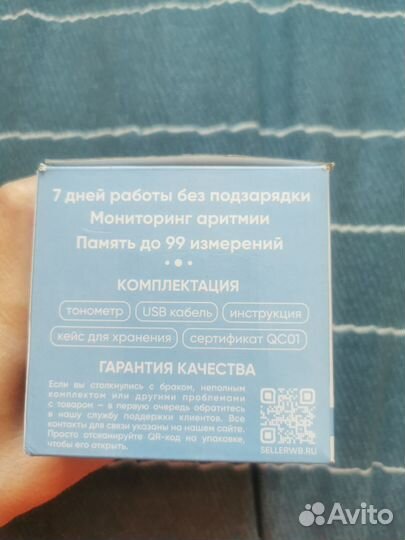 7 дней работы без подзарядки
Мониторинг аритмии
Память до 99 измерений
КОМПЛЕКТАЦИЯ
тонометр USB кабель инструкция
кейс для хранения сертификат QC01
ГАРАНТИЯ КАЧЕСТВА
Если вы столкнулись с браком, неполным
комплектом или другими проблемами
с товаром — в первую очередь обратитесь
в нашу службу поддержки клиентов. Все
контакты для связи указаны на нашем сайте.
Просто отсканируйте QR-код на упаковке,
чтобы его открыть.
SELLERWB.RU
Avito